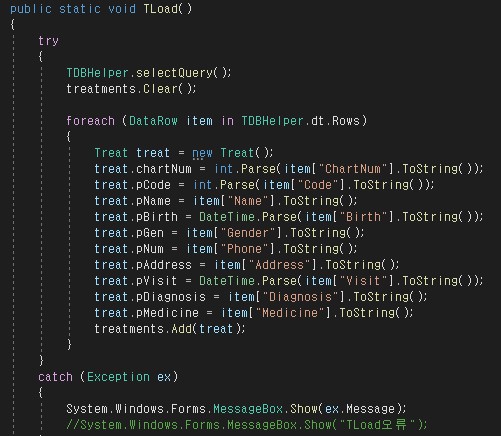 public static void TLoad()
{
try
{
TDBHelper.selectQuery();
treatments.Clear();
foreach (DataRow item in TDBHelper.dt.Rows)
{
Treat treat = new Treat();
treat.chartNum = int.Parse(item["ChartNum"].ToString());
treat.pCode = int.Parse(item["Code"].ToString());
treat.pName = item["Name"].ToString();
treat.pBirth = DateTime.Parse(item["Birth"].ToString());
treat.pGen = item["Gender"].ToString();
treat.pNum = item["Phone"].ToString();
treat.pAddress = item["Address"].ToString();
treat.pVisit = DateTime.Parse(item["Visit"].ToString());
treat.pDiagnosis = item["Diagnosis"].ToString();
treat.pMedicine = item["Medicine"].ToString();
treatments.Add(treat);
}
}
catch (Exception ex)
{
System.Windows.Forms.MessageBox.Show(ex.Message);
//System.Windows.Forms.MessageBox.Show("TLoad오류");